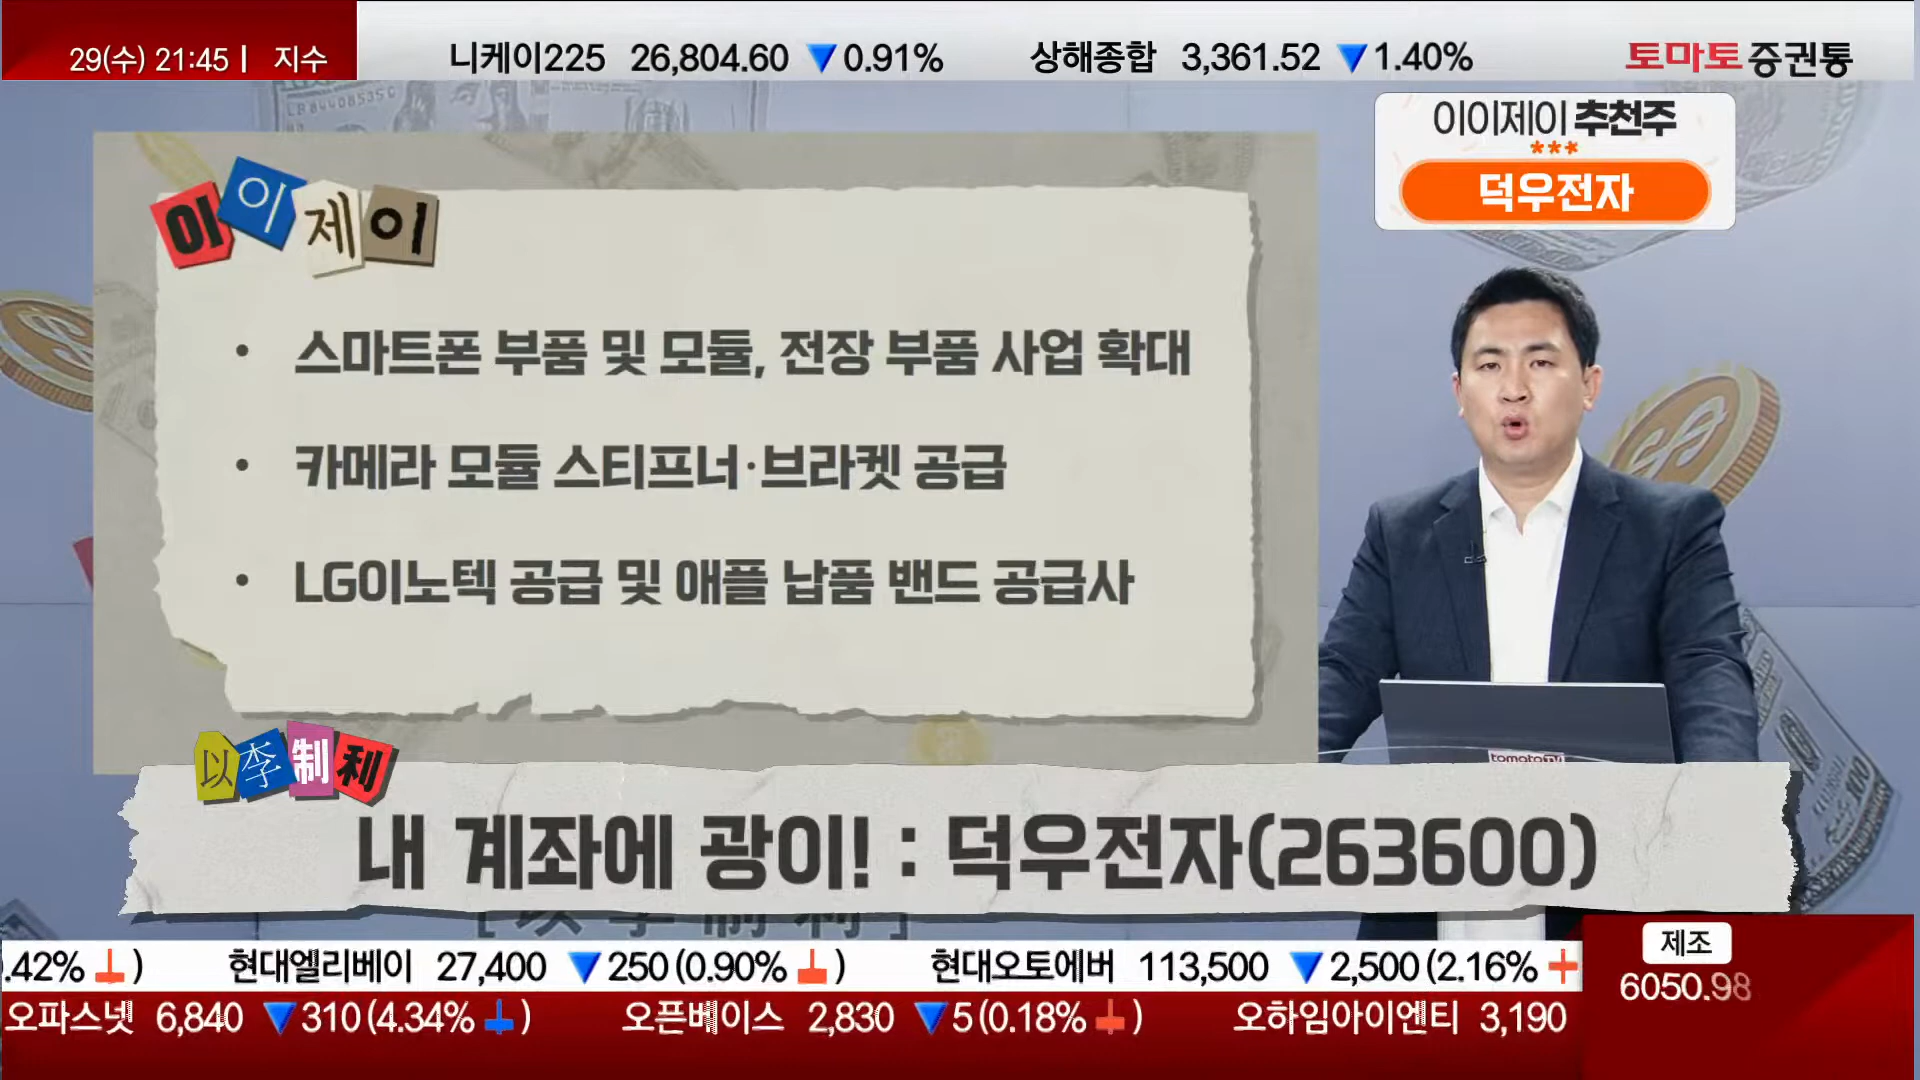 29(수) 21:45 | 지수 니케이225 26,804.60 ▼0.91% 상해종합 3,361.52 ▼1.40% 토마토증권통
이이제이 추천주
***
덕우전자
이이제이
• 스마트폰 부품 및 모듈, 전장 부품 사업 확대
• 카메라 모듈 스티프너·브라켓 공급
• LG이노텍 공급 및 애플 납품 밴드 공급사
tomatoTV
以李制利
내 계좌에 광이! : 덕우전자(263600)
.42% ) 현대엘리베이 27,400 ▼250(0.90% ) 현대오토에버 113,500 ▼2,500(2.16%
제조
6050.98
오파스넷 6,840 ▼310(4.34% ) 오픈베이스 2,830 ▼5(0.18% ) 오하임아이엔티 3,190